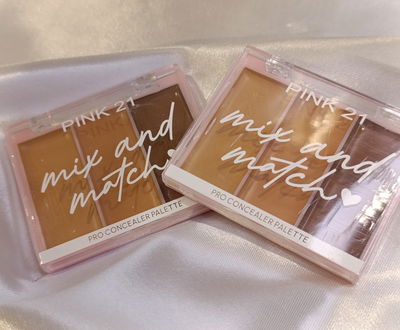 PINK 21
mix and
match
PRO CONCEALER PALETTE
PINK 21
mix and
match
PRO CONCEALER PALETTE